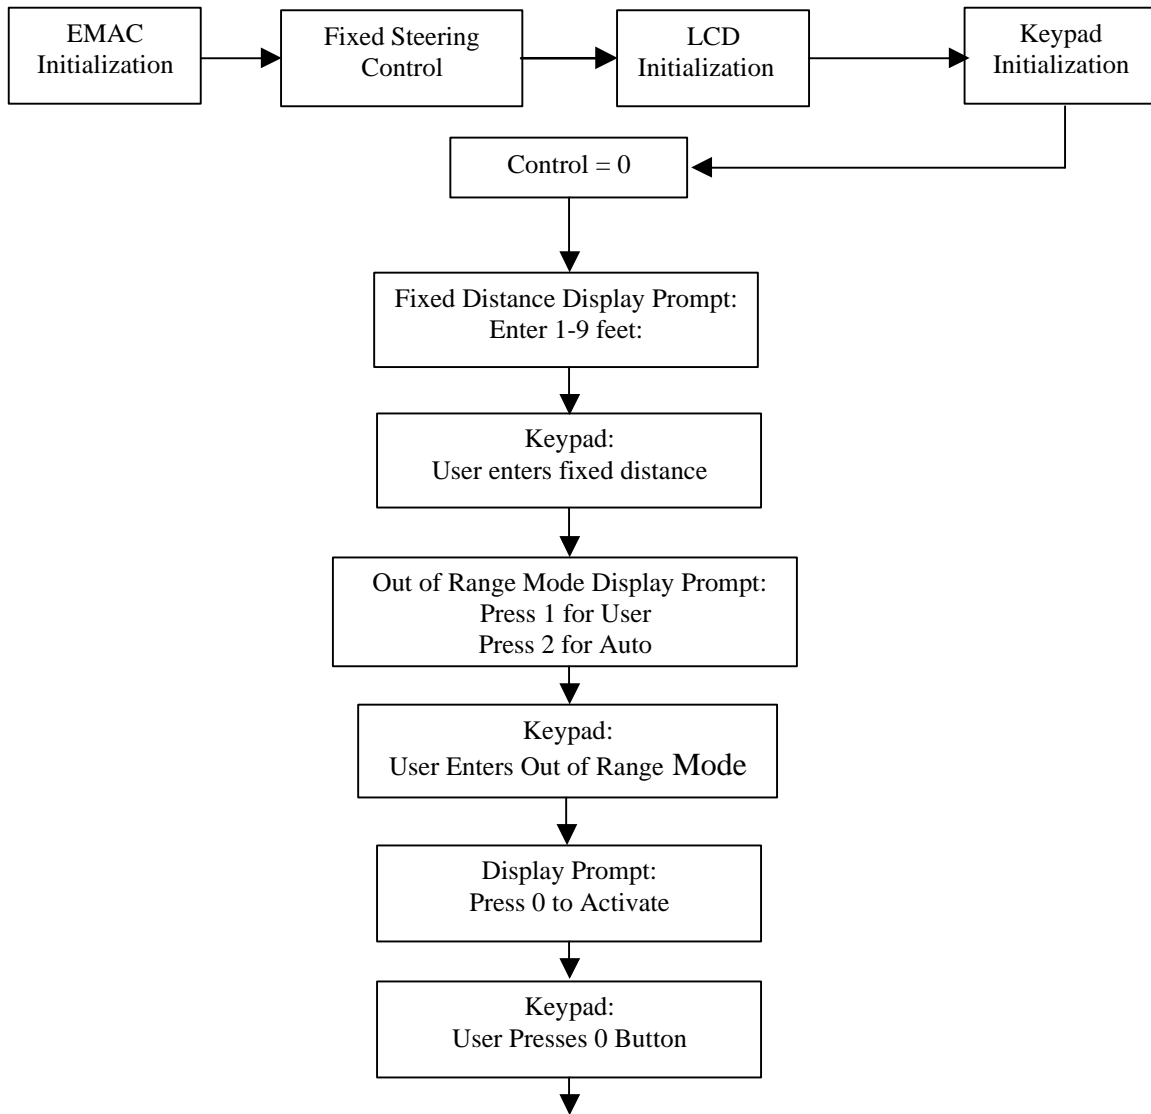 EMAC
Initialization
Fixed Steering
Control
LCD
Initialization
Keypad
Initialization
Control = 0
Fixed Distance Display Prompt:
Enter 1-9 feet:
Keypad:
User enters fixed distance
Out of Range Mode Display Prompt:
Press 1 for User
Press 2 for Auto
Keypad:
User Enters Out of Range Mode
Display Prompt:
Press 0 to Activate
Keypad:
User Presses 0 Button